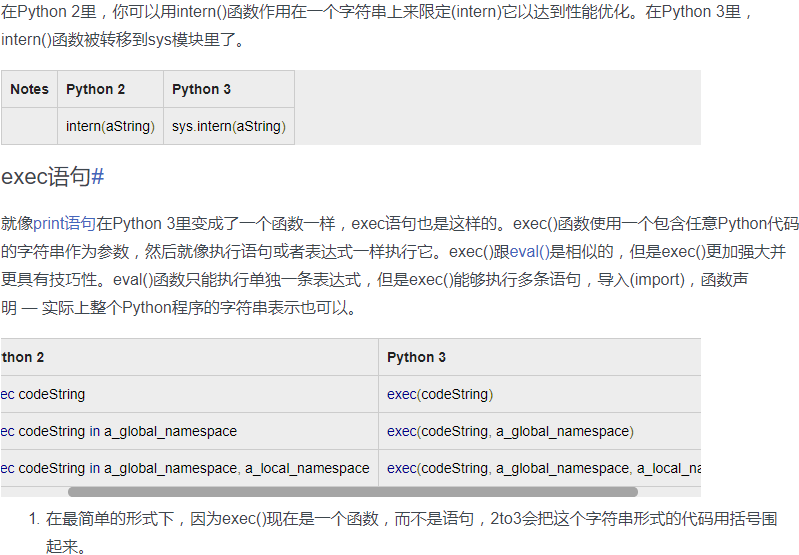 在Python 2里，你可以用intern()函数作用在一个字符串上来限定(intern)它以达到性能优化。在Python 3里，
intern()函数被转移到sys模块里了。
Notes Python 2 Python 3
intern(aString) sys.intern(aString)
exec语句#
就像print语句在Python 3里变成了一个函数一样，exec语句也是这样的。exec()函数使用一个包含任意Python代码
的字符串作为参数，然后就像执行语句或者表达式一样执行它。exec()跟eval()是相似的，但是exec()更加强大并
更具有技巧性。eval()函数只能执行单独一条表达式，但是exec()能够执行多条语句，导入(import)，函数声
明 — 实际上整个Python程序的字符串表示也可以。
thon 2 Python 3
ec codeString exec(codeString)
ec codeString in a_global_namespace exec(codeString, a_global_namespace)
ec codeString in a_global_namespace, a_local_namespace exec(codeString, a_global_namespace, a_local_na
1. 在最简单的形式下，因为exec()现在是一个函数，而不是语句，2to3会把这个字符串形式的代码用括号围
起来。